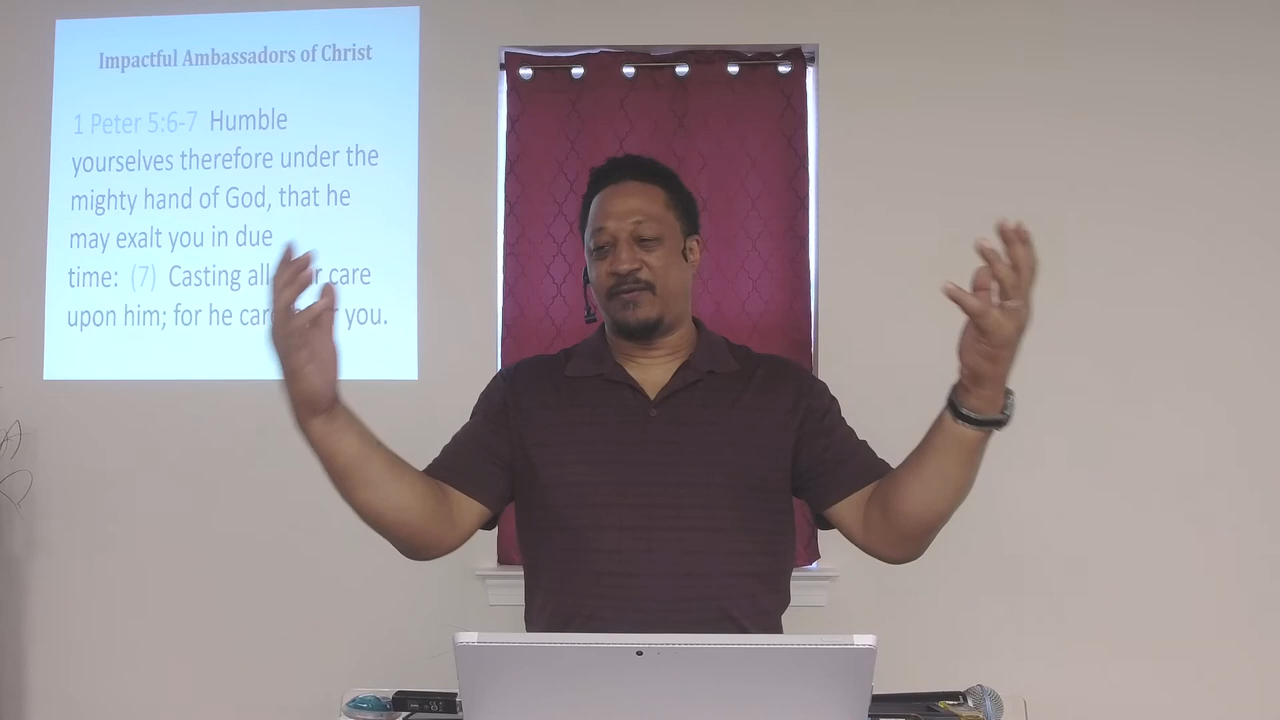 Impactful Ambassadors of Christ
1 Peter 5:6-7 Humble
yourselves therefore under the
mighty hand of God, that he
may exalt you in due
time: (7) Casting all care
upon him; for he you.